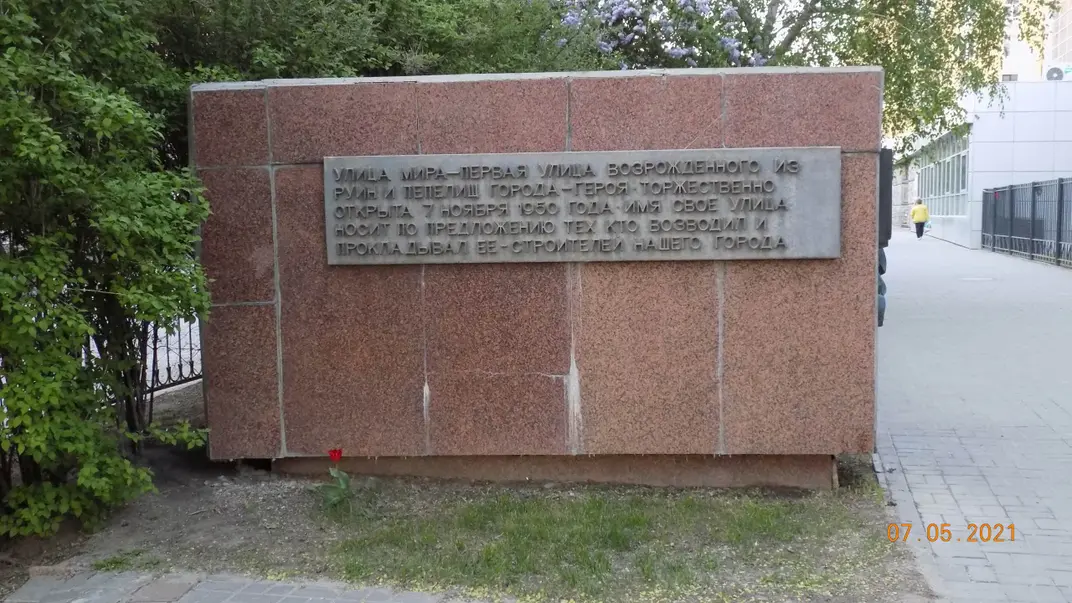 УЛИЦА МИРА—ПЕРВАЯ УЛИЦА ВОЗРОЖДЕННОГО ИЗ
РУИН И ПЕПЕЛИЩ ГОРОДА—ГЕРОЯ·ТОРЖЕСТВЕННО
ОТКРЫТА 7 НОЯБРЯ 1950 ГОДА·ИМЯ СВОЕ УЛИЦА
НОСИТ ПО ПРЕДЛОЖЕНИЮ ТЕХ КТО ВОЗВОДИЛ И
ПРОКЛАДЫВАЛ ЕЕ—СТРОИТЕЛЕЙ НАШЕГО ГОРОДА
07.05.2021